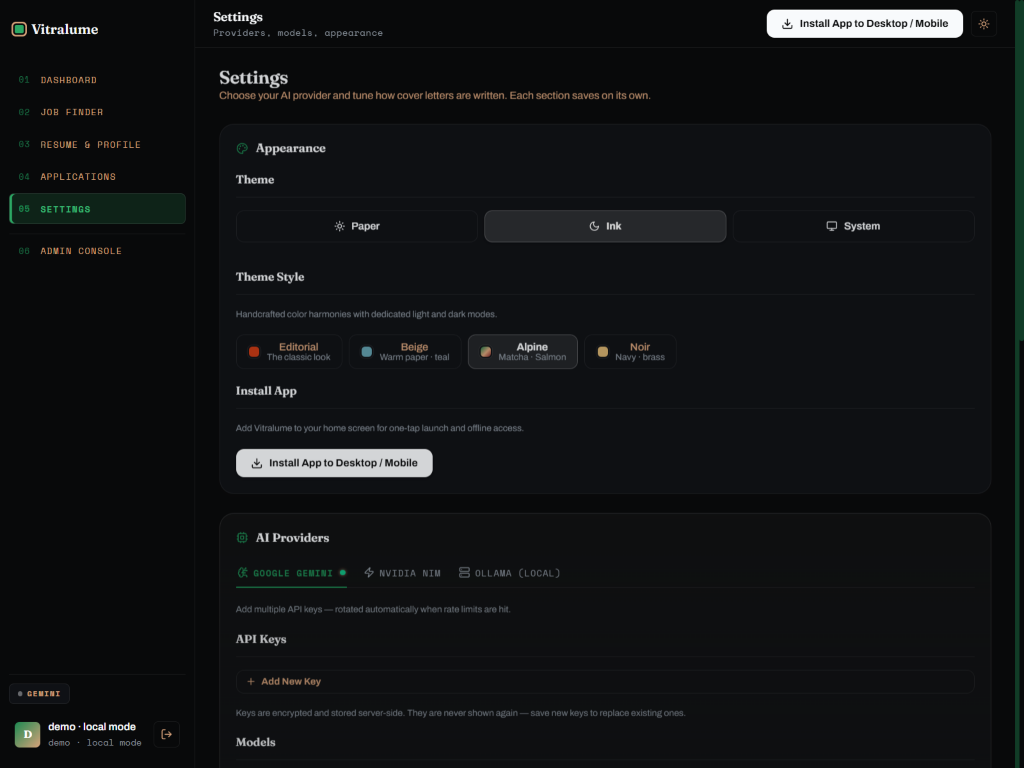 Vitralume
01 DASHBOARD
02 JOB FINDER
03 RESUME & PROFILE
04 APPLICATIONS
05 SETTINGS
06 ADMIN CONSOLE
GEMINI
D
demo · local mode
demo · local mode
Settings
Providers, models, appearance
Install App to Desktop / Mobile
Settings
Choose your AI provider and tune how cover letters are written. Each section saves on its own.
Appearance
Theme
Paper
Ink
System
Theme Style
Handcrafted color harmonies with dedicated light and dark modes.
Editorial
The classic look
Beige
Warm paper · teal
Alpine
Matcha · Salmon
Noir
Navy · brass
Install App
Add Vitralume to your home screen for one-tap launch and offline access.
Install App to Desktop / Mobile
AI Providers
GOOGLE GEMINI
NVIDIA NIM
OLLAMA (LOCAL)
Add multiple API keys — rotated automatically when rate limits are hit.
API Keys
+ Add New Key
Keys are encrypted and stored server-side. They are never shown again — save new keys to replace existing ones.
Models